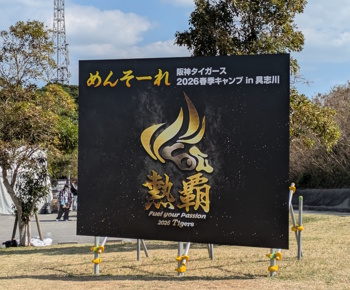 めんそーれ
阪神タイガース
2026春季キャンプ in 具志川
熱覇
Fuel your Passion
2026 Tigers